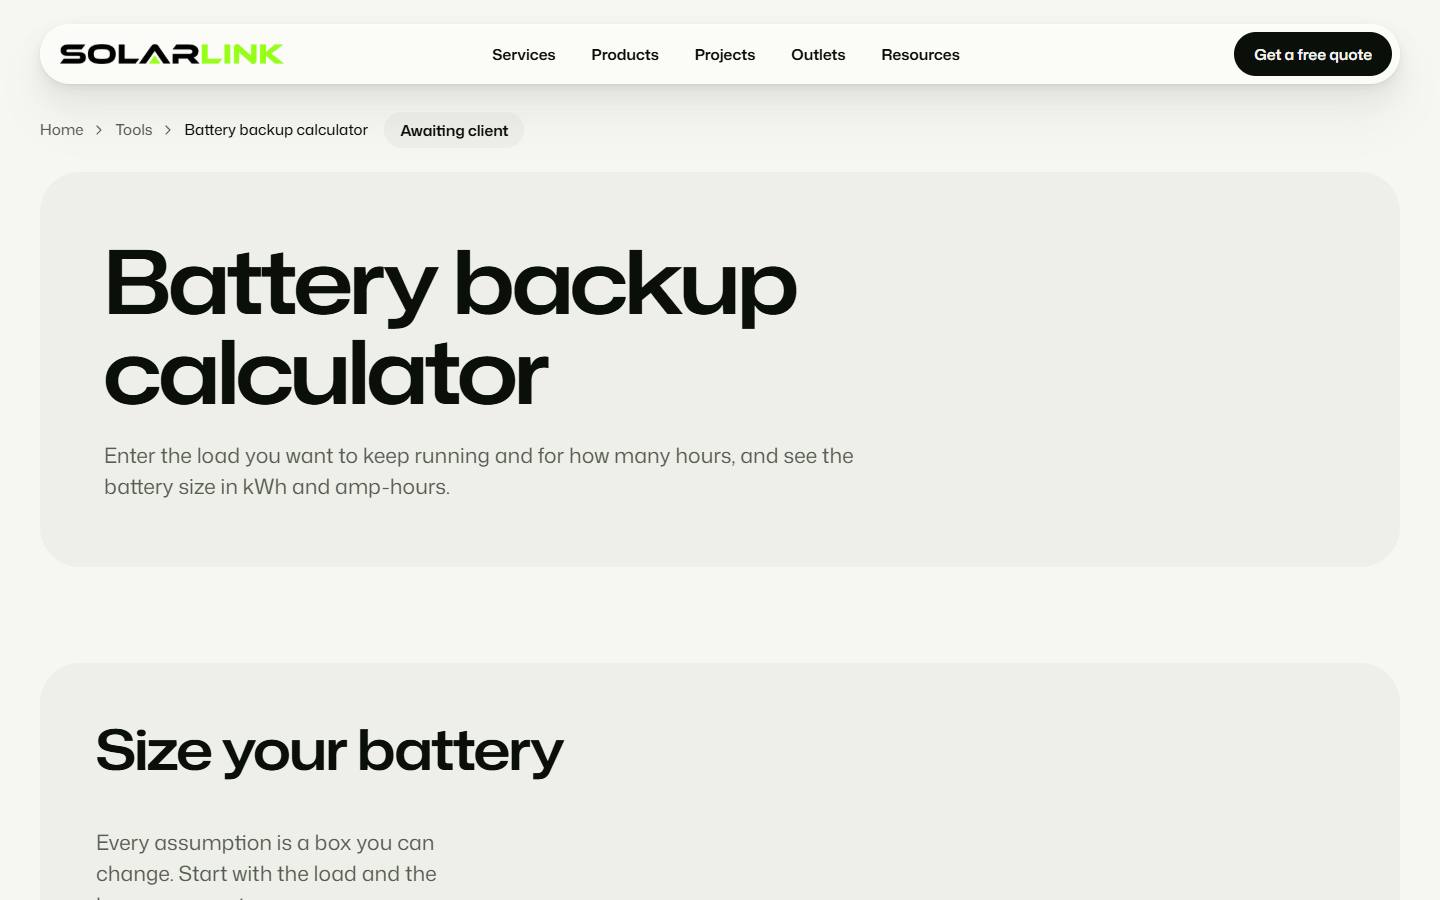 SOLARLINK
Services
Products
Projects
Outlets
Resources
Get a free quote
Home
Tools
Battery backup calculator
Awaiting client
Battery backup
calculator
Enter the load you want to keep running and for how many hours, and see the
battery size in kWh and amp-hours.
Size your battery
Every assumption is a box you can
change. Start with the load and the